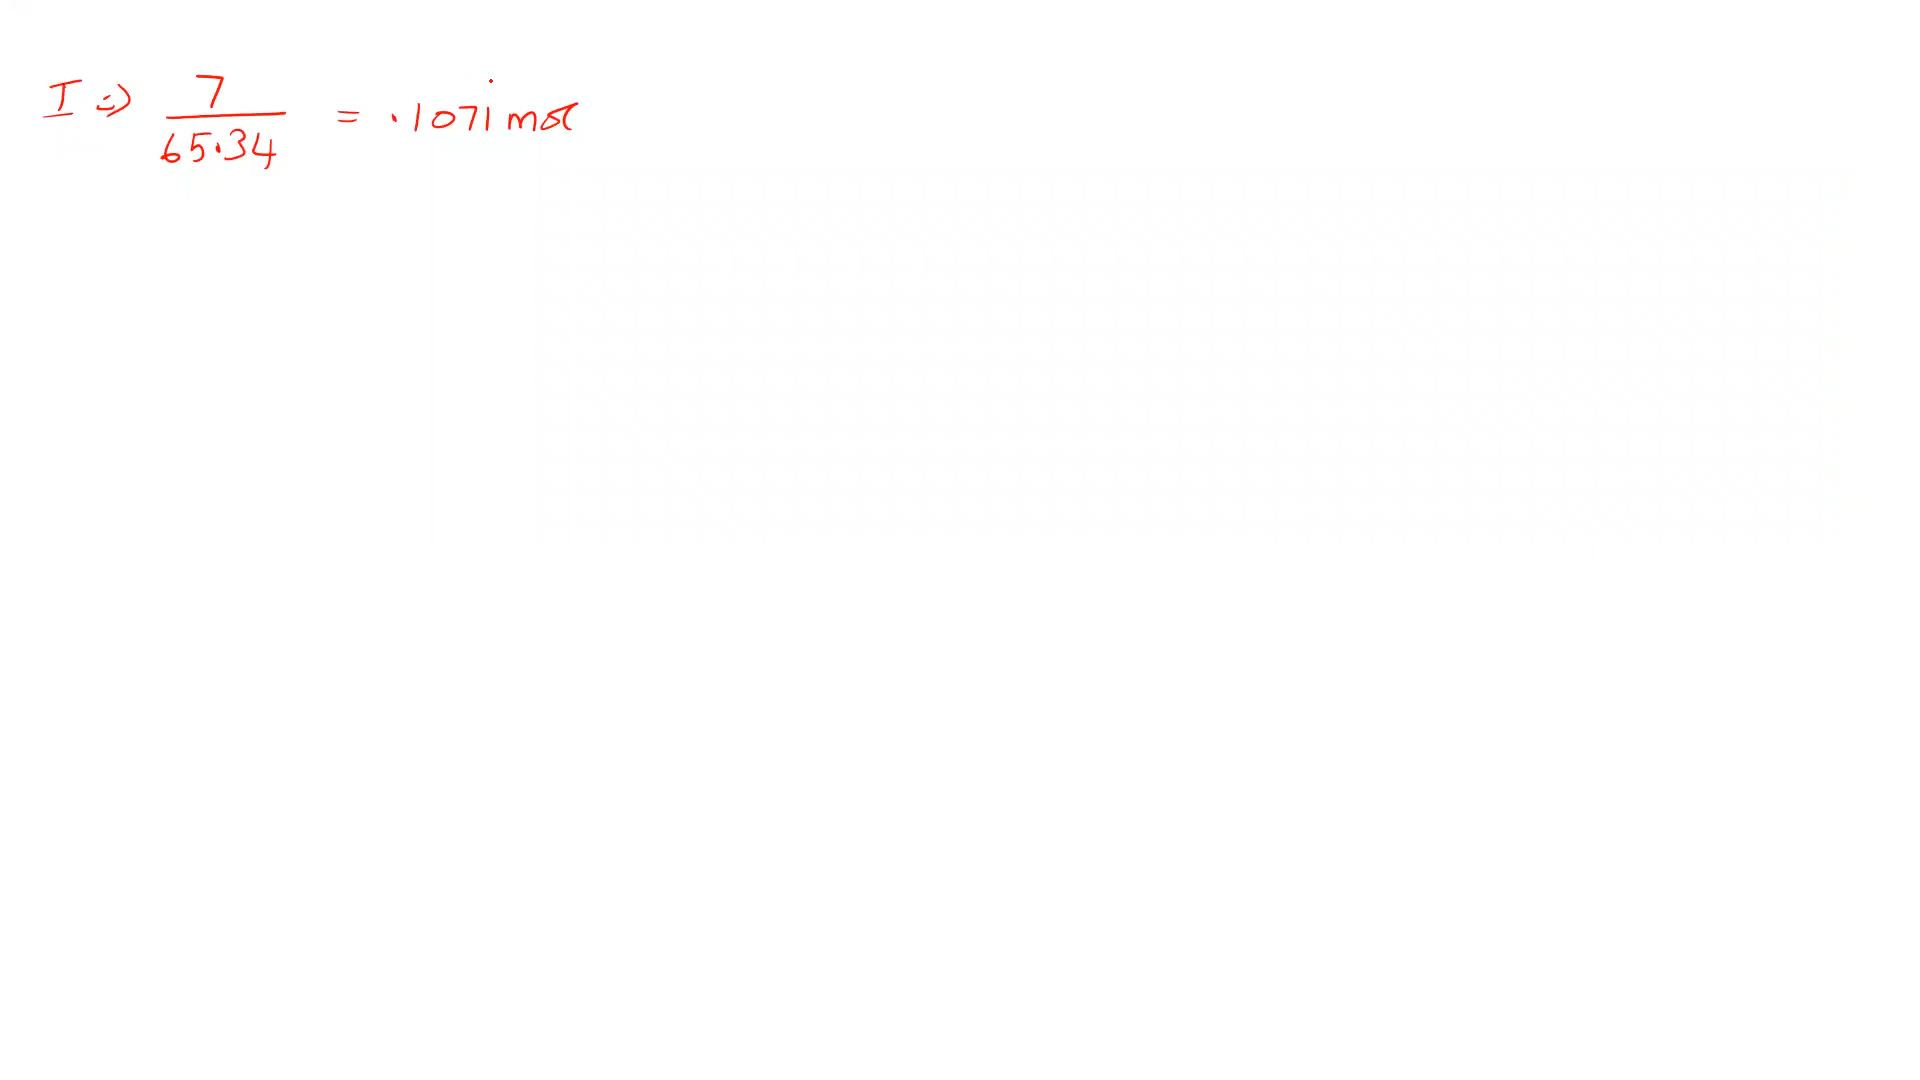 I ⇒ 7/65.34 = .1071 mol